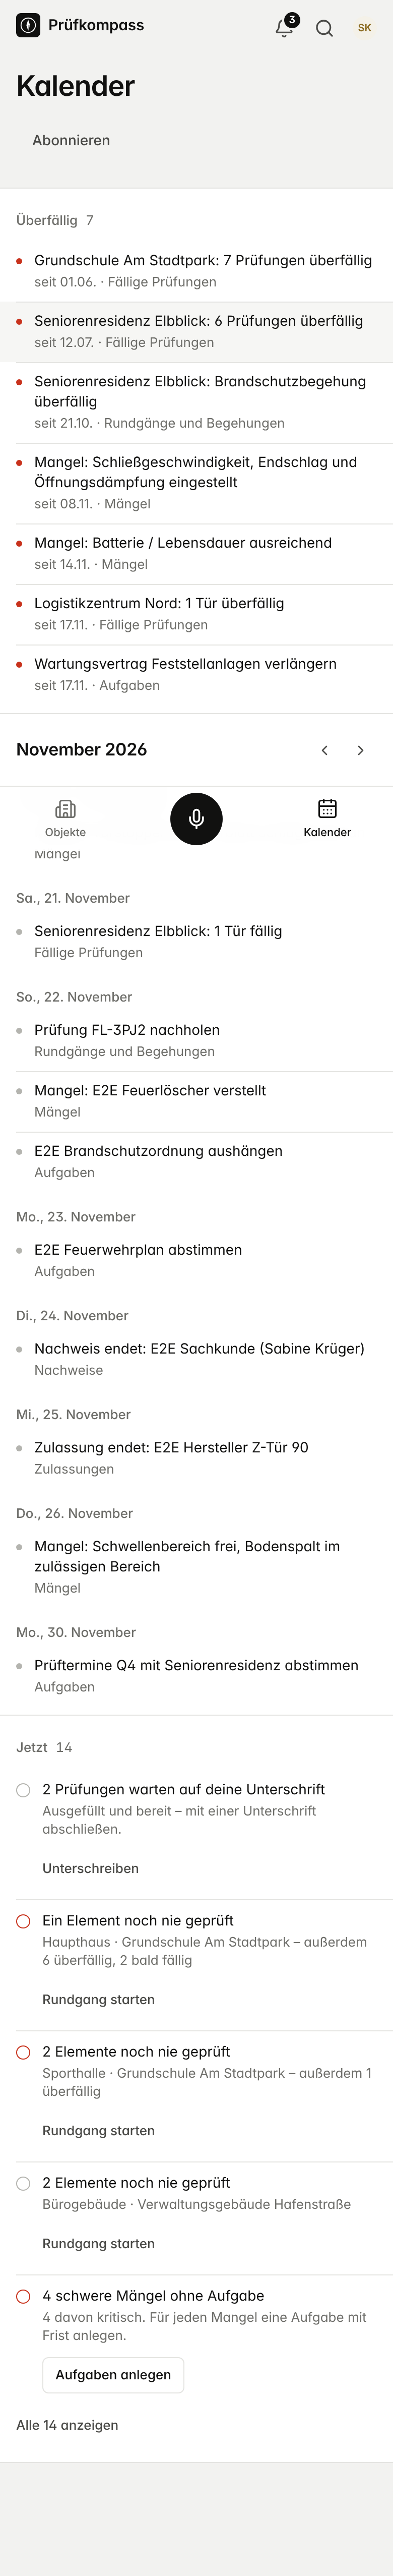 Prüfkompass
3
SK
Kalender
Abonnieren
Überfällig 7
Grundschule Am Stadtpark: 7 Prüfungen überfällig
seit 01.06. · Fällige Prüfungen
Seniorenresidenz Elbblick: 6 Prüfungen überfällig
seit 12.07. · Fällige Prüfungen
Seniorenresidenz Elbblick: Brandschutzbegehung
überfällig
seit 21.10. · Rundgänge und Begehungen
Mangel: Schließgeschwindigkeit, Endschlag und
Öffnungsdämpfung eingestellt
seit 08.11. · Mängel
Mangel: Batterie / Lebensdauer ausreichend
seit 14.11. · Mängel
Logistikzentrum Nord: 1 Tür überfällig
seit 17.11. · Fällige Prüfungen
Wartungsvertrag Feststellanlagen verlängern
seit 17.11. · Aufgaben
November 2026
Objekte
Kalender
Mängel
Sa., 21. November
Seniorenresidenz Elbblick: 1 Tür fällig
Fällige Prüfungen
So., 22. November
Prüfung FL-3PJ2 nachholen
Rundgänge und Begehungen
Mangel: E2E Feuerlöscher verstellt
Mängel
E2E Brandschutzordnung aushängen
Aufgaben
Mo., 23. November
E2E Feuerwehrplan abstimmen
Aufgaben
Di., 24. November
Nachweis endet: E2E Sachkunde (Sabine Krüger)
Nachweise
Mi., 25. November
Zulassung endet: E2E Hersteller Z-Tür 90
Zulassungen
Do., 26. November
Mangel: Schwellenbereich frei, Bodenspalt im
zulässigen Bereich
Mängel
Mo., 30. November
Prüftermine Q4 mit Seniorenresidenz abstimmen
Aufgaben
Jetzt 14
2 Prüfungen warten auf deine Unterschrift
Ausgefüllt und bereit – mit einer Unterschrift
abschließen.
Unterschreiben
Ein Element noch nie geprüft
Haupthaus · Grundschule Am Stadtpark – außerdem
6 überfällig, 2 bald fällig
Rundgang starten
2 Elemente noch nie geprüft
Sporthalle · Grundschule Am Stadtpark – außerdem 1
überfällig
Rundgang starten
2 Elemente noch nie geprüft
Bürogebäude · Verwaltungsgebäude Hafenstraße
Rundgang starten
4 schwere Mängel ohne Aufgabe
4 davon kritisch. Für jeden Mangel eine Aufgabe mit
Frist anlegen.
Aufgaben anlegen
Alle 14 anzeigen